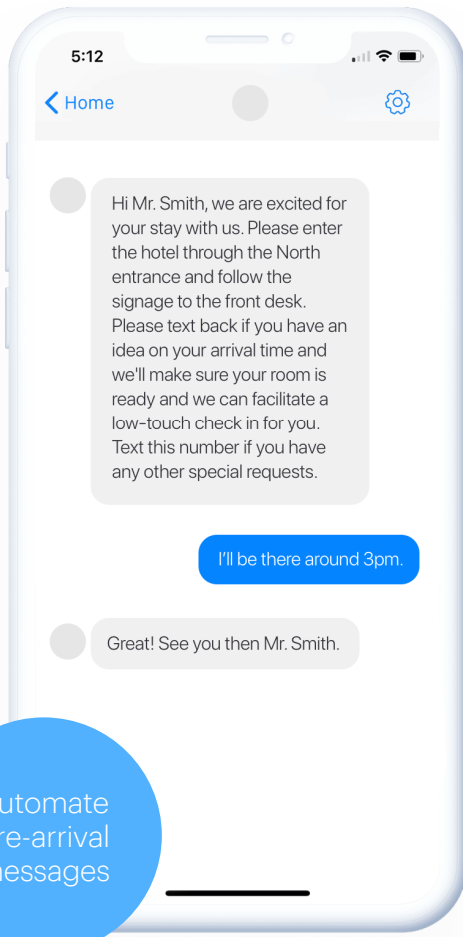 5:12
Home
Hi Mr. Smith, we are excited for
your stay with us. Please enter
the hotel through the North
entrance and follow the
signage to the front desk.
Please text back if you have an
idea on your arrival time and
we'll make sure your room is
ready and we can facilitate a
low-touch check in for you.
Text this number if you have
any other special requests.
I'll be there around 3pm.
Great! See you then Mr. Smith.
utomate
re-arrival
essages